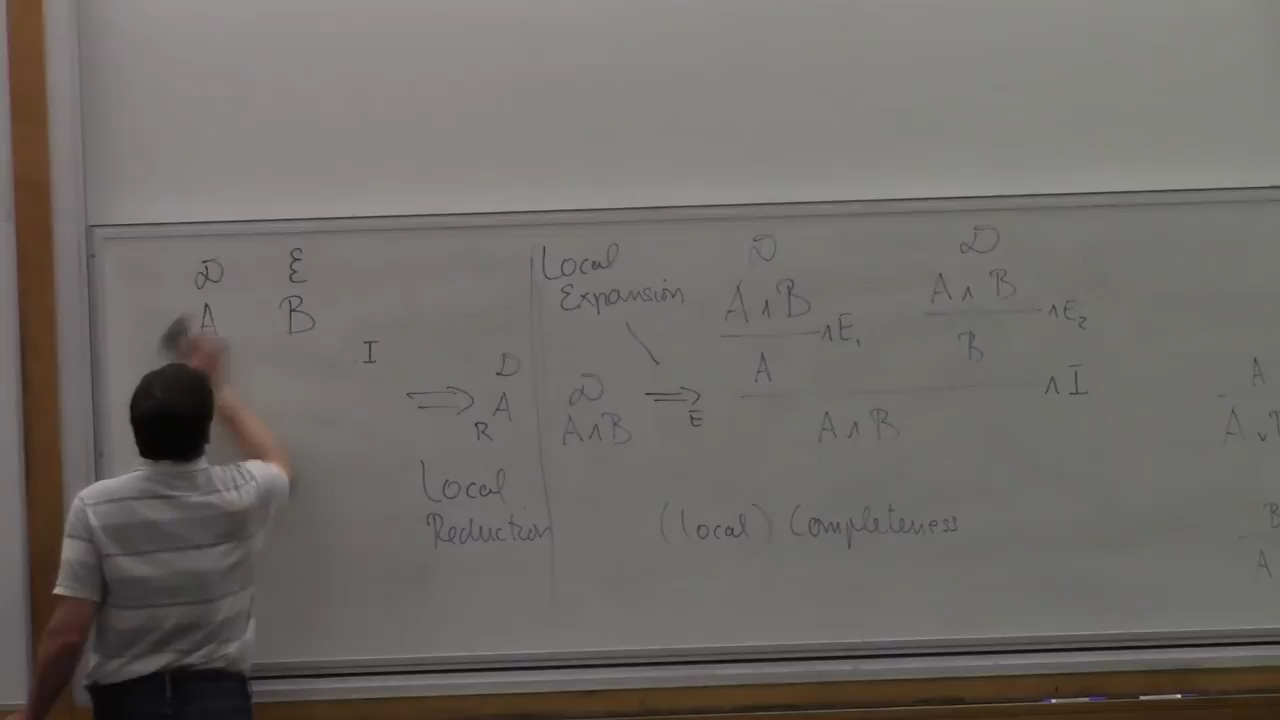 𝒟 ℰ
A B
I
⟹R
𝒟
A
Local
Reduction
Local
Expansion
𝒟
A∧B
⟹E
𝒟 𝒟
A∧B ∧E₁ A∧B ∧E₂
A B
∧I
A∧B
(local) Completeness
A
A∨
B
A